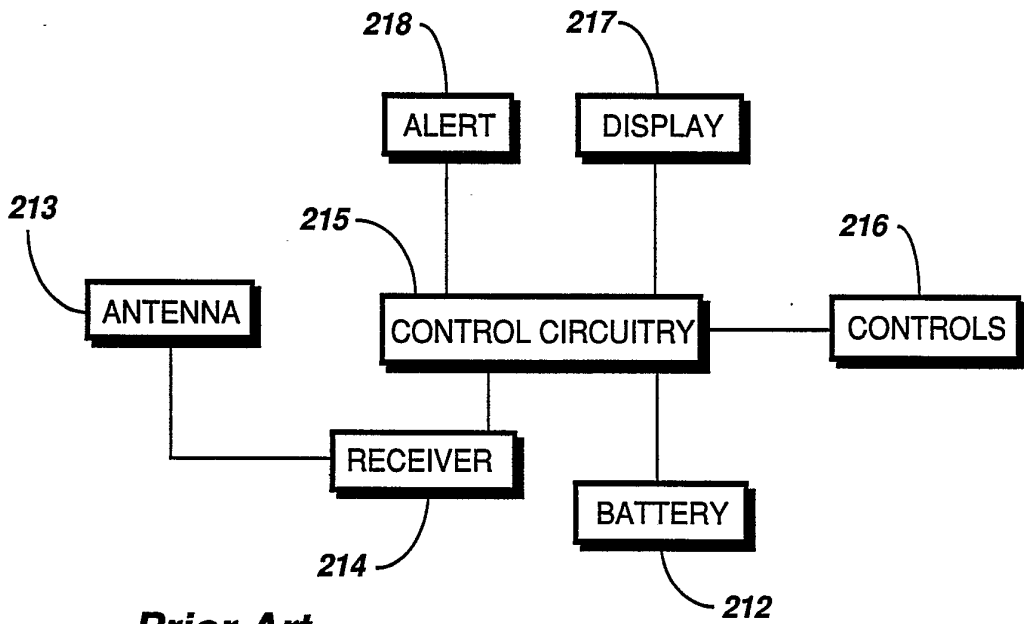 218
217
ALERT
DISPLAY
213
215
216
ANTENNA
CONTROL CIRCUITRY
CONTROLS
RECEIVER
BATTERY
214
212
Prior Art